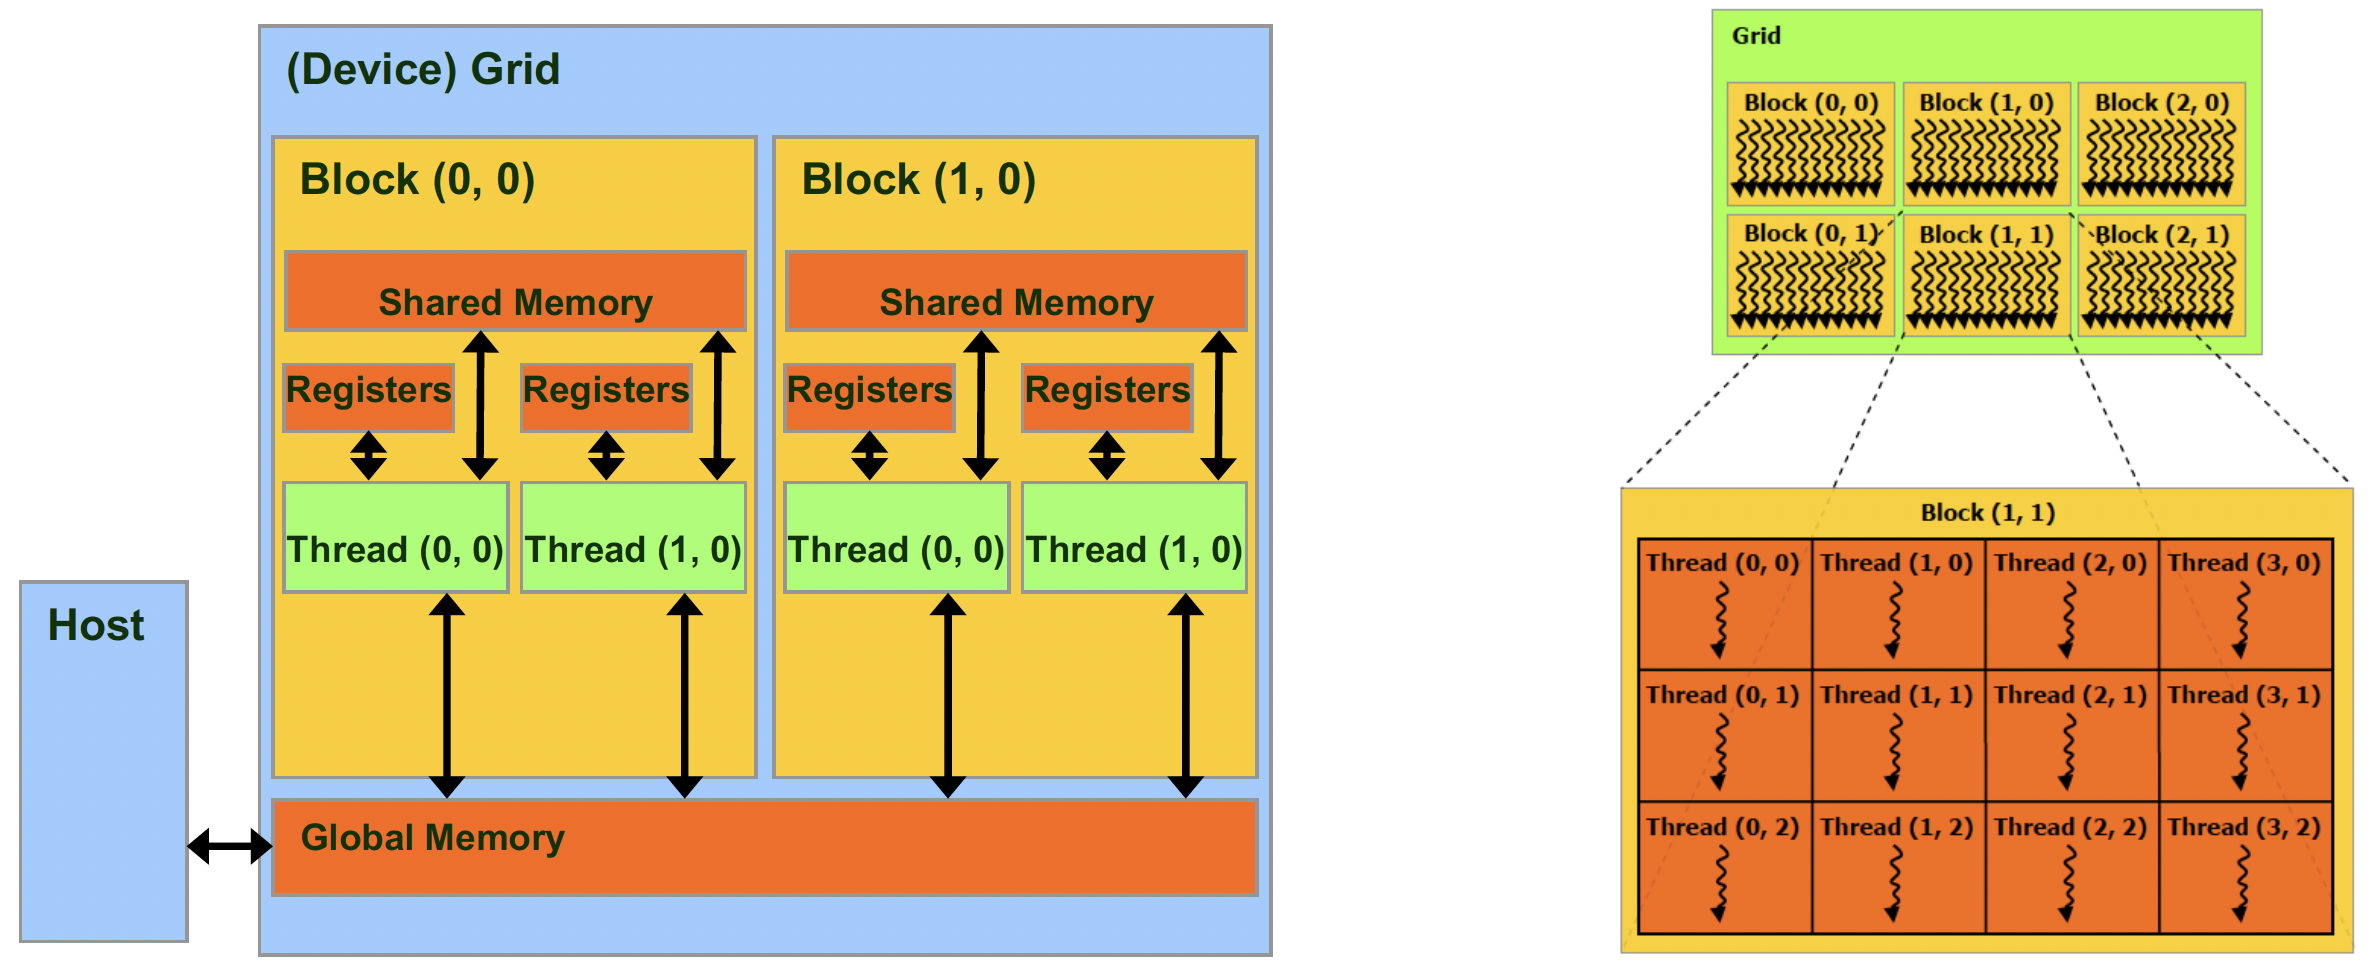 (Device) Grid
Block (0, 0)
Block (1, 0)
Shared Memory
Shared Memory
Registers
Registers
Registers
Registers
Thread (0, 0)
Thread (1, 0)
Thread (0, 0)
Thread (1, 0)
Host
Global Memory
Grid
Block (0, 0)
Block (1, 0)
Block (2, 0)
Block (0, 1)
Block (1, 1)
Block (2, 1)
Block (1, 1)
Thread (0, 0)
Thread (1, 0)
Thread (2, 0)
Thread (3, 0)
Thread (0, 1)
Thread (1, 1)
Thread (2, 1)
Thread (3, 1)
Thread (0, 2)
Thread (1, 2)
Thread (2, 2)
Thread (3, 2)